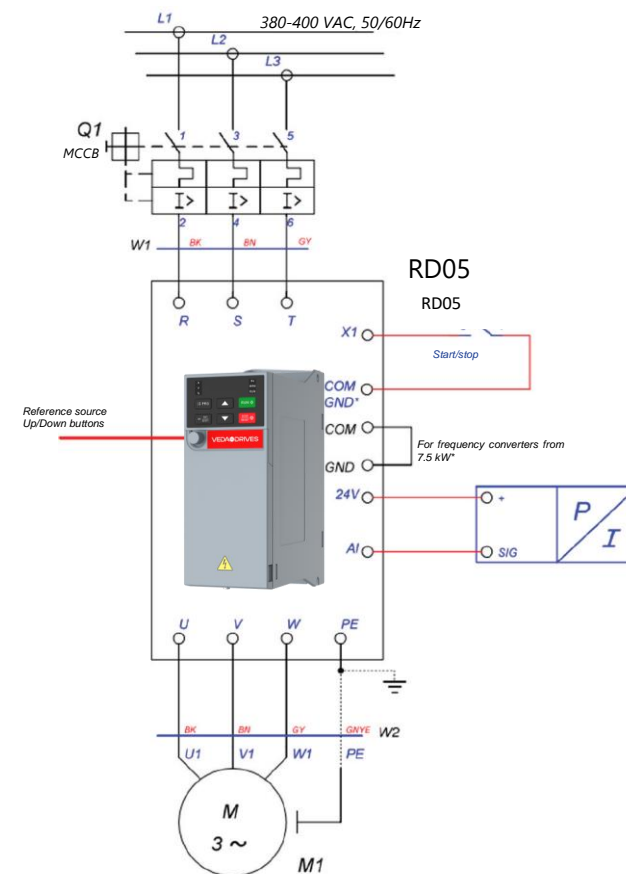 L1
380-400 VAC, 50/60Hz
L2
L3
Q1
MCCB
1 3 5
I> I> I>
2 4 6
W1 BK BN GY
RD05
RD05
R S T
X1
Start/stop
COM
GND*
Reference source
Up/Down buttons
COM
For frequency converters from
7.5 kW*
GND
VEDA DRIVES
24V
+
P
I
AI
SIG
U V W PE
BK BN GY GNYE W2
U1 V1 W1 PE
M
3 ~
M1